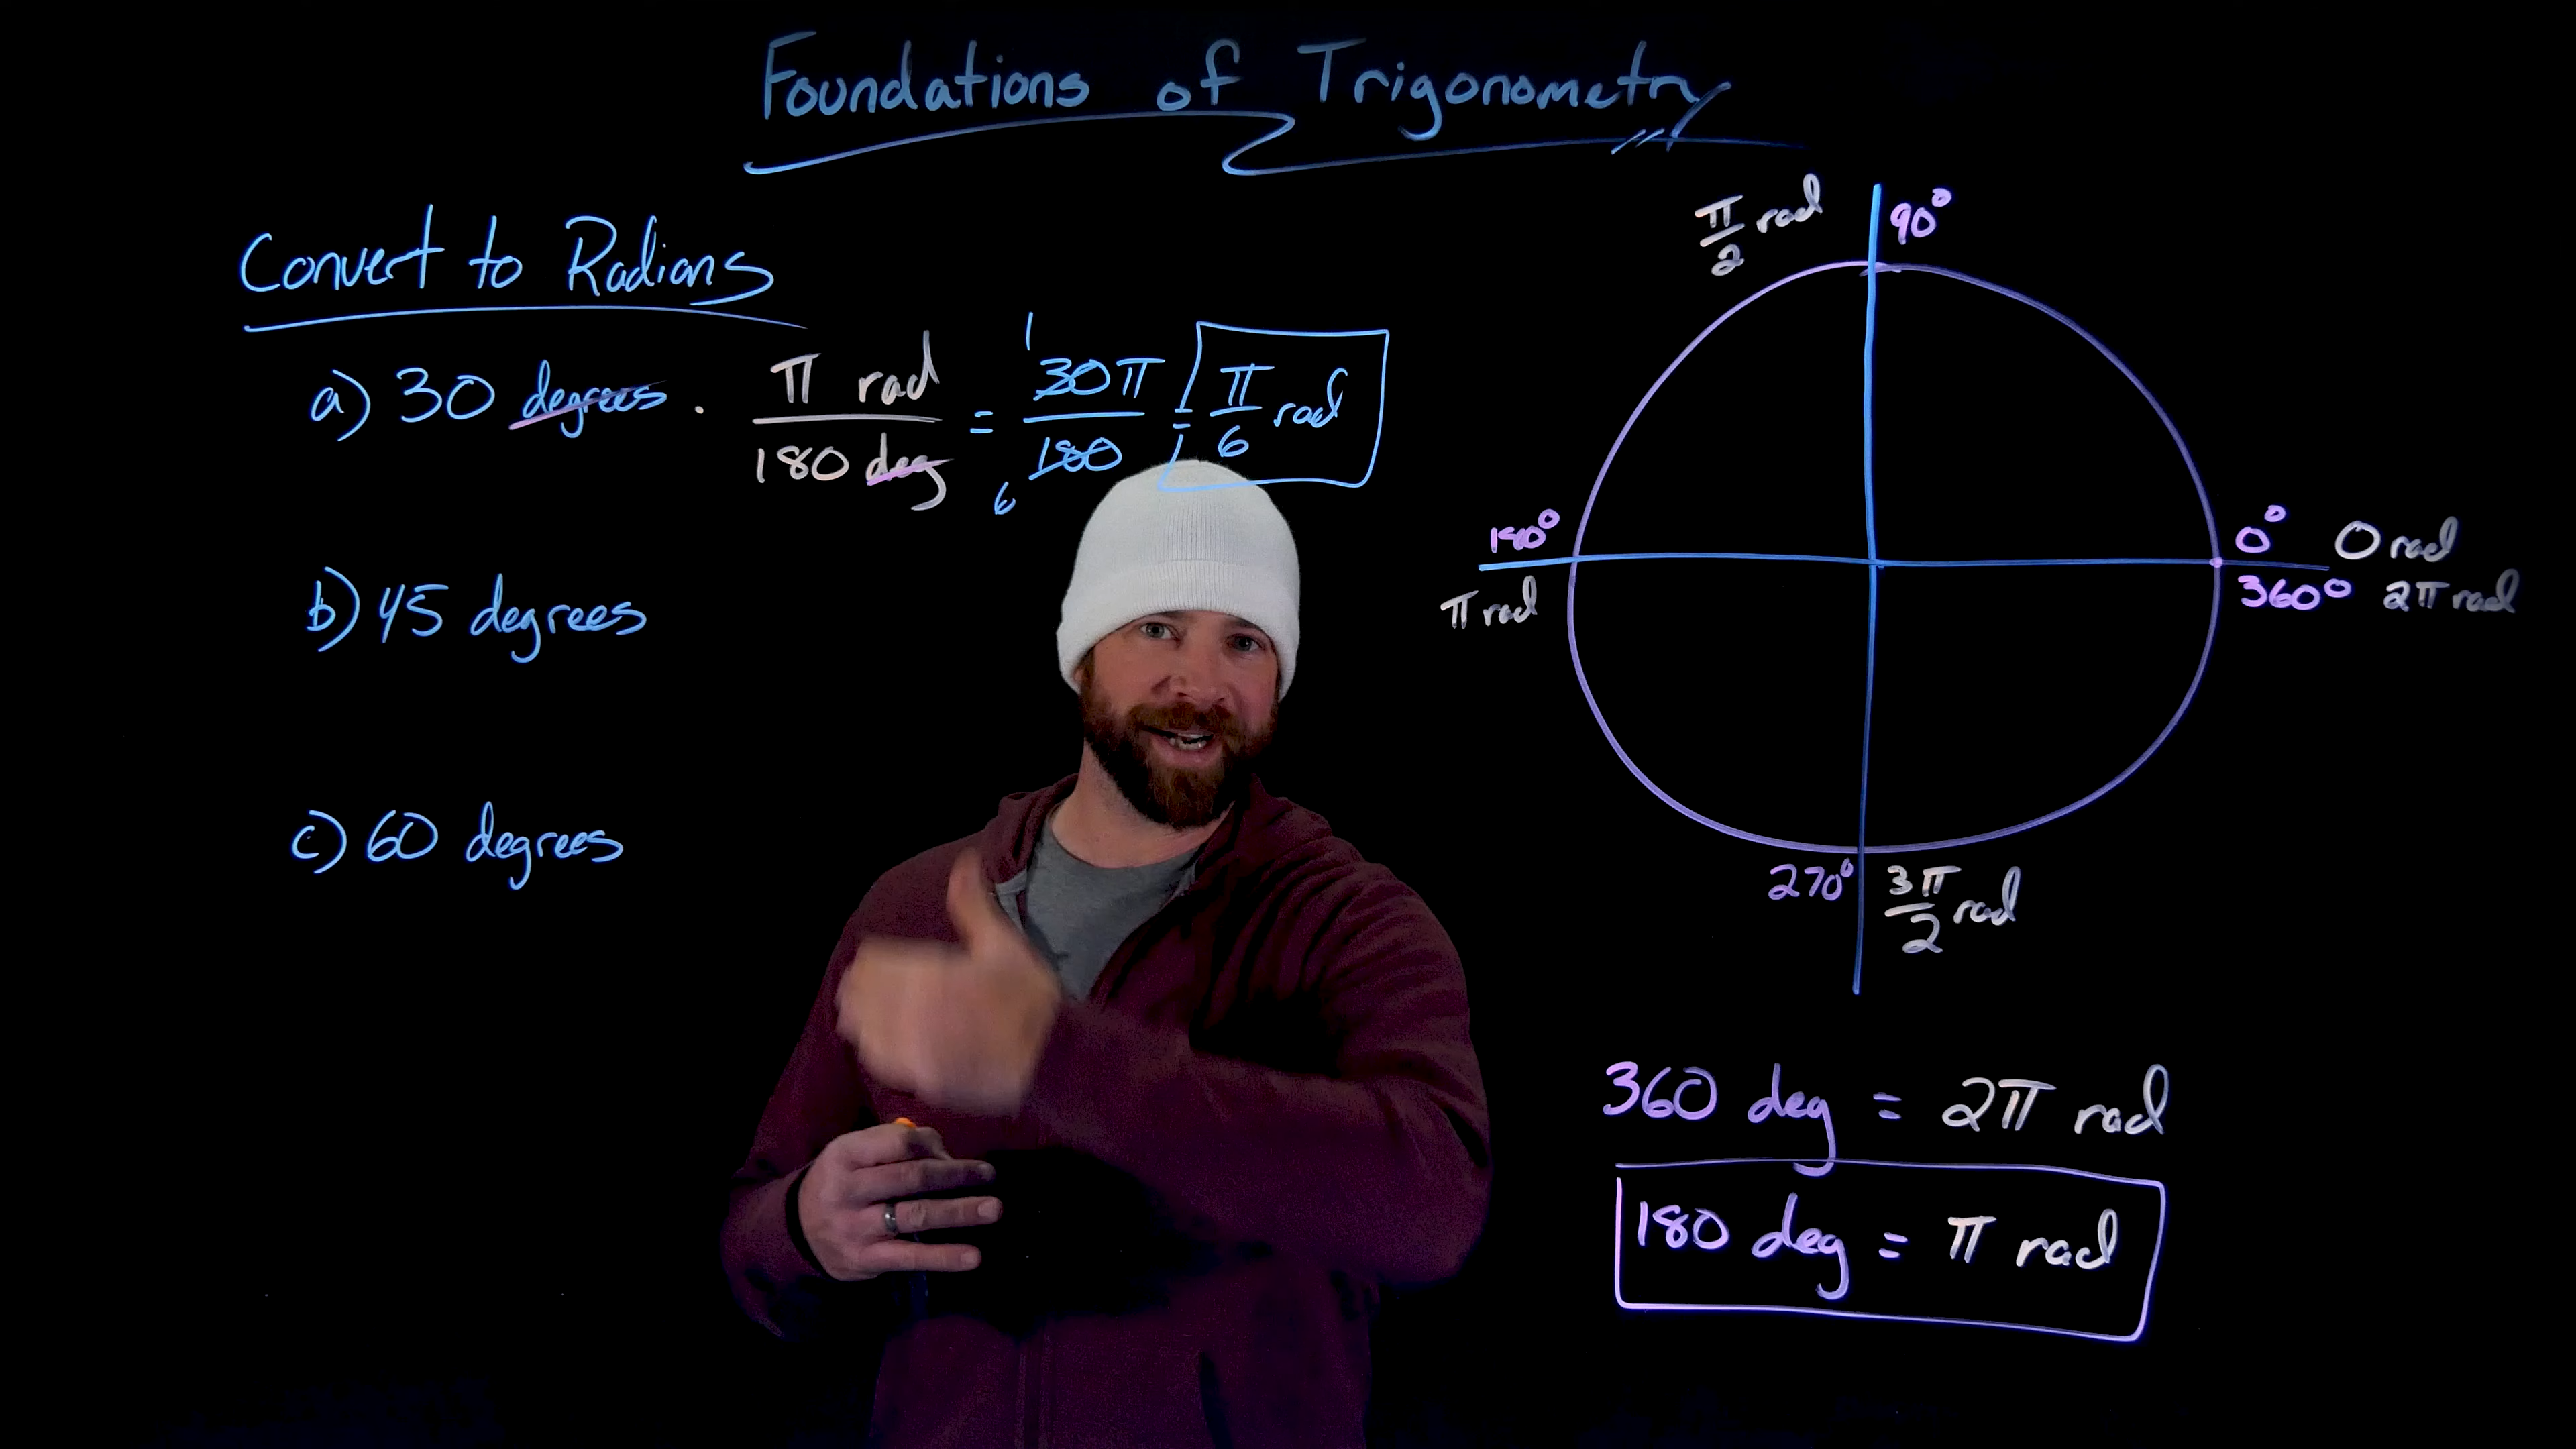 Foundations of Trigonometry
Convert to Radians
a) 30 degrees · π rad / 180 deg = 30π / 180 = π/6 rad
1
6
b) 45 degrees
c) 60 degrees
π/2 rad 90°
180° 0° 0 rad
π rad 360° 2π rad
270° 3π/2 rad
360 deg = 2π rad
180 deg = π rad